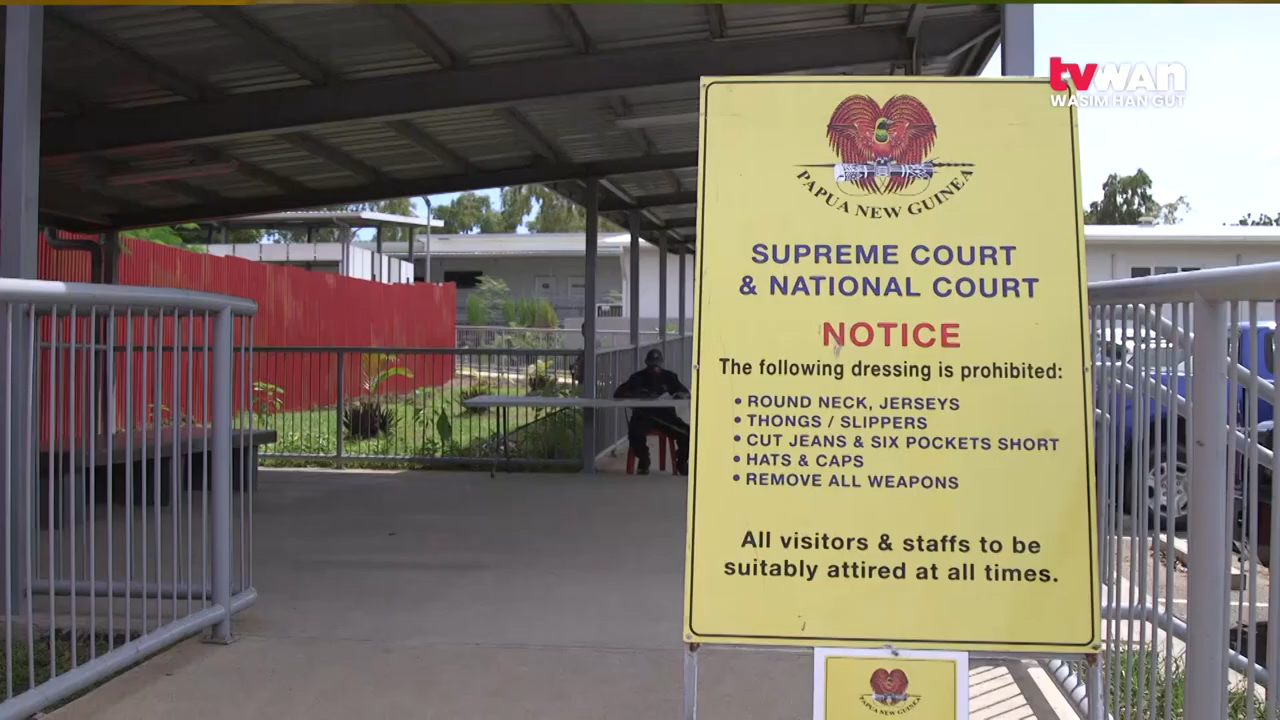 tvwan
WASIM HAN GUT
PAPUA NEW GUINEA
SUPREME COURT
& NATIONAL COURT
NOTICE
The following dressing is prohibited:
• ROUND NECK, JERSEYS
• THONGS / SLIPPERS
• CUT JEANS & SIX POCKETS SHORT
• HATS & CAPS
• REMOVE ALL WEAPONS
All visitors & staffs to be
suitably attired at all times.
PAPUA NEW GUINEA